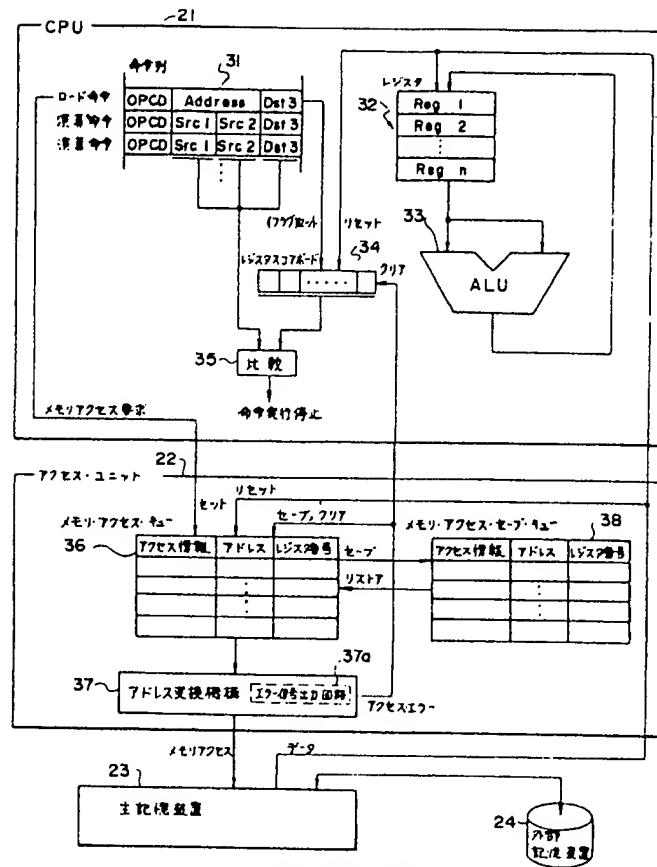 CPU
21
命令列
31
ロード命令
OPCD Address Dst 3
演算命令
OPCD Src 1 Src 2 Dst 3
演算命令
OPCD Src 1 Src 2 Dst 3
レジスタ
32
Reg 1
Reg 2
Reg n
33
ALU
リセット
34
レジスタスコアボード
クリア
35
比較
命令実行停止
メモリアクセス要求
アクセス・ユニット
22
セット
リセット
セーブ,クリア
メモリ・アクセス・キュー
36
アクセス情報 アドレス レジスタ番号
セーブ
リストア
メモリ・アクセス・セーブ・キュー
38
アクセス情報 アドレス レジスタ番号
37
アドレス変換機構
37a
エラー信号出力回路
アクセスエラー
メモリアクセス
データ
23
主記憶装置
24
外部
記憶装置